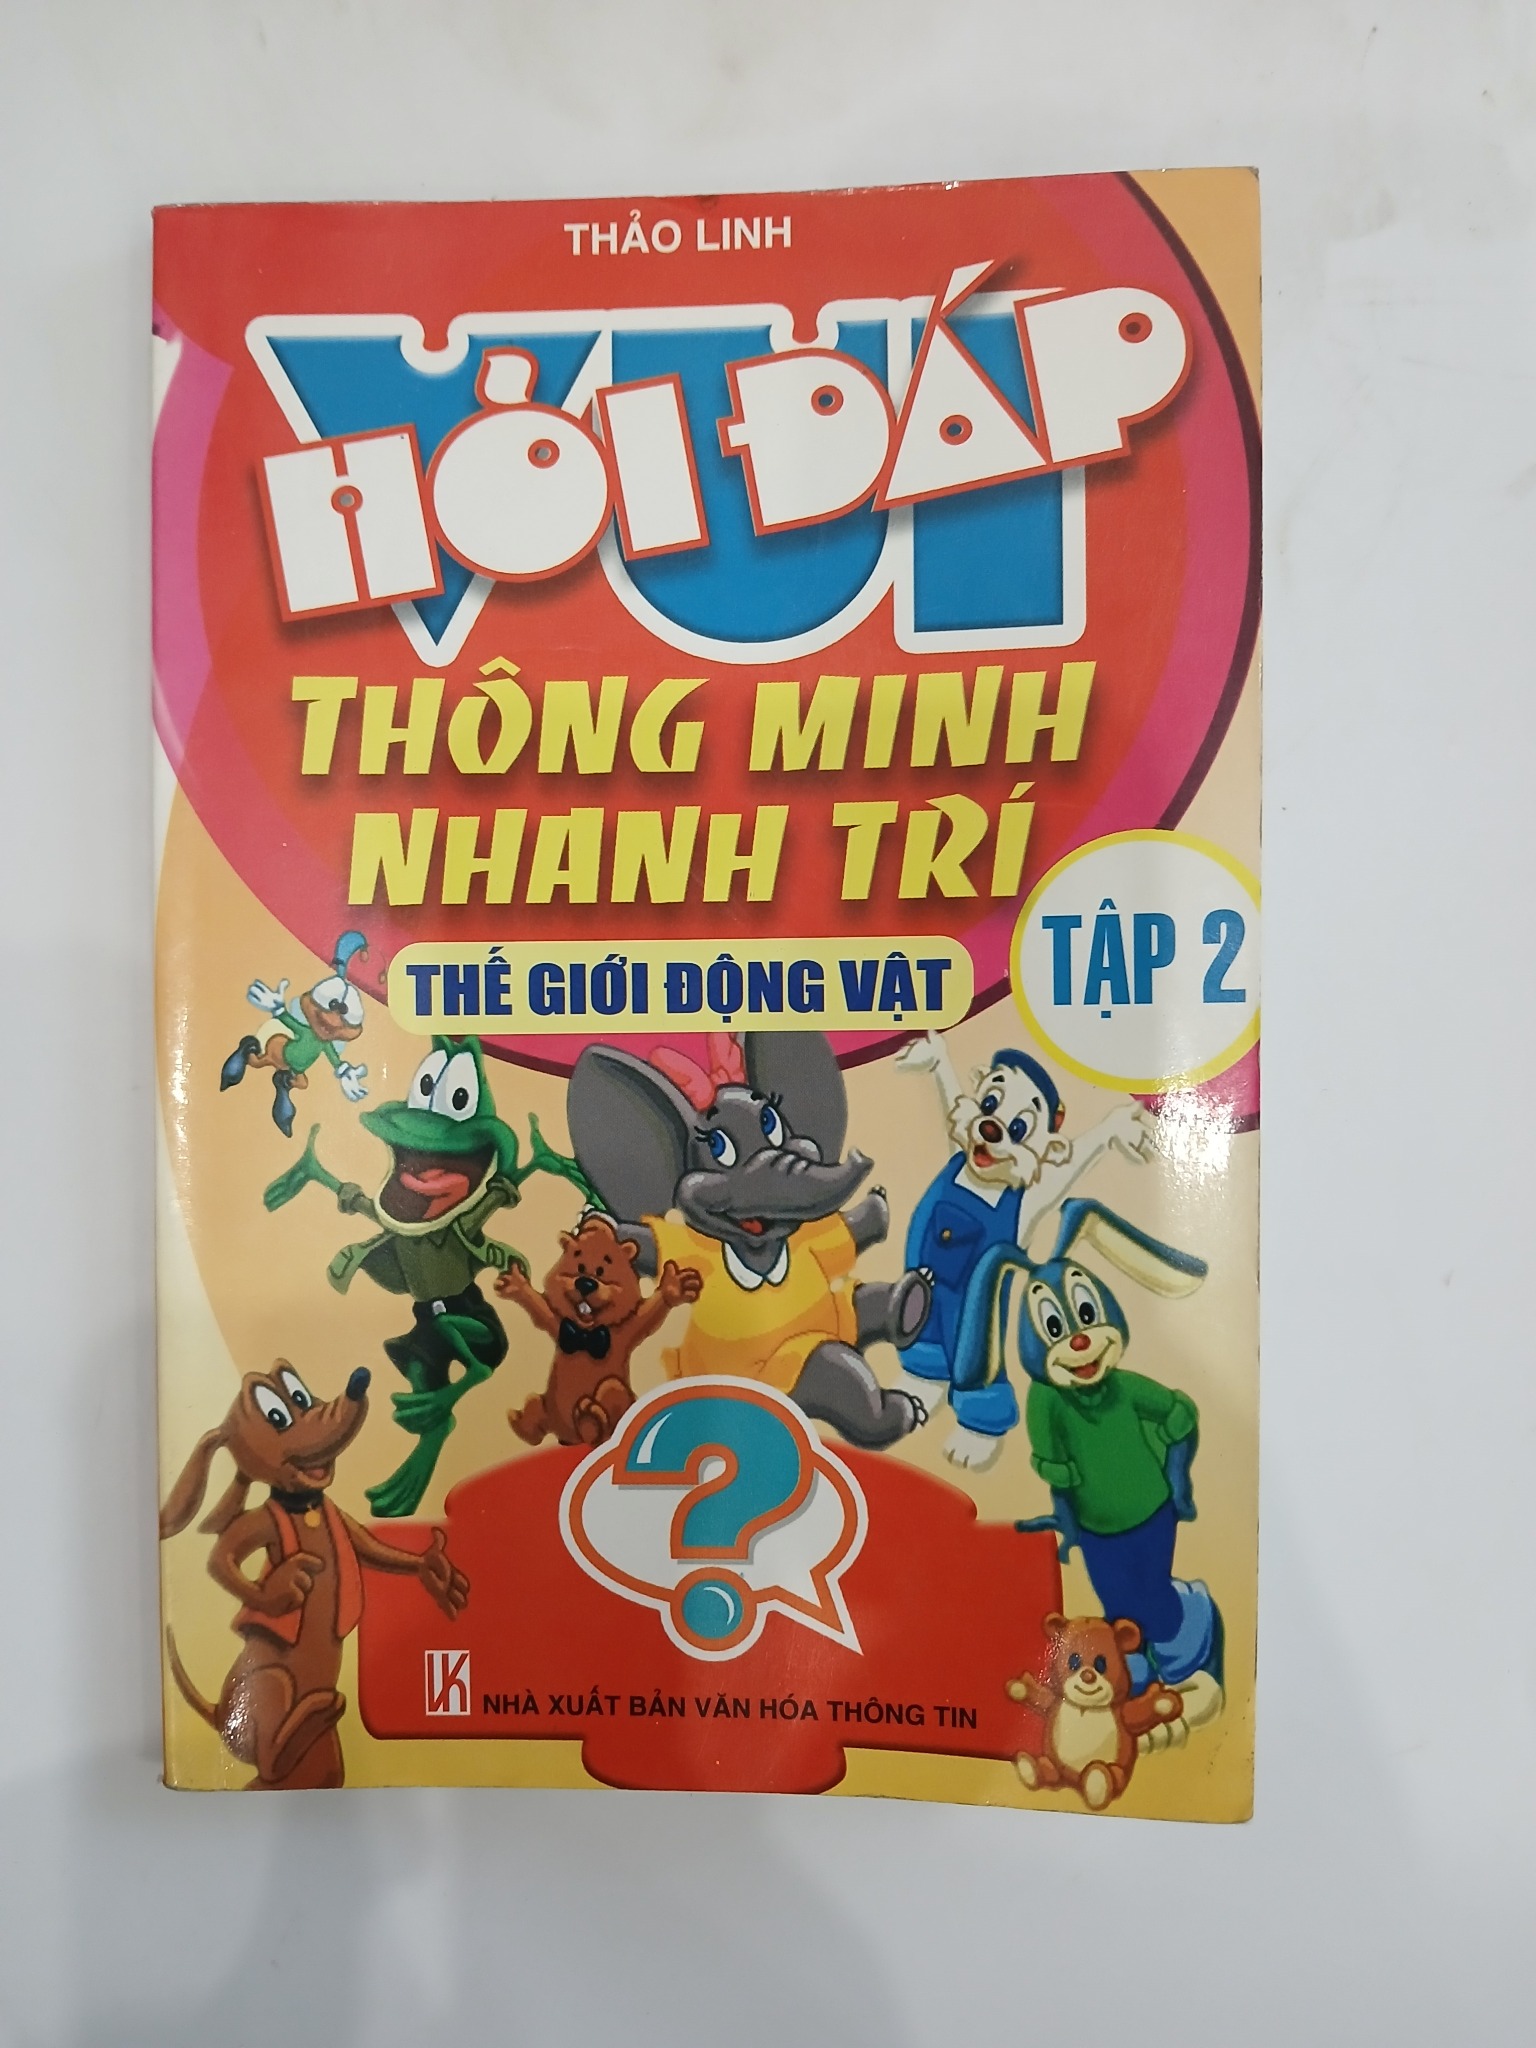 THẢO LINH
VUI
HỎI ĐÁP
THÔNG MINH
NHANH TRÍ
THẾ GIỚI ĐỘNG VẬT
TẬP 2
?
VK NHÀ XUẤT BẢN VĂN HÓA THÔNG TIN